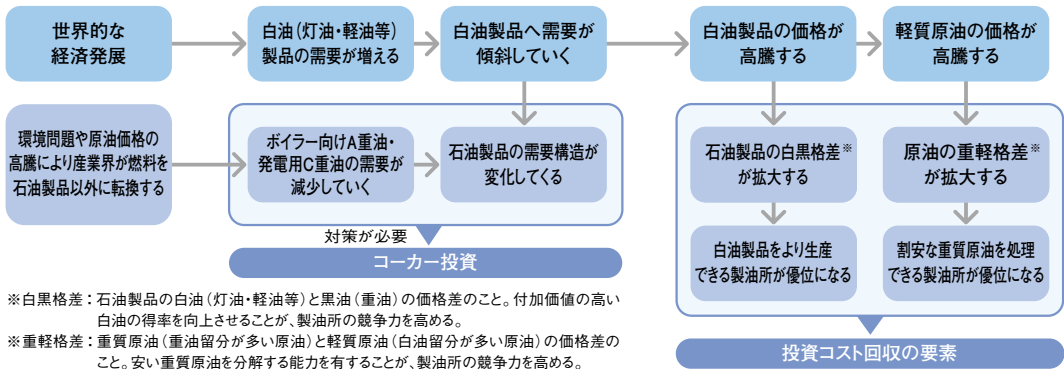 世界的な
経済発展
白油（灯油・軽油等）
製品の需要が増える
白油製品へ需要が
傾斜していく
白油製品の価格が
高騰する
軽質原油の価格が
高騰する
環境問題や原油価格の
高騰により産業界が燃料を
石油製品以外に転換する
ボイラー向けA重油・
発電用C重油の需要が
減少していく
石油製品の需要構造が
変化してくる
石油製品の白黒格差※
が拡大する
原油の重軽格差※
が拡大する
白油製品をより生産
できる製油所が優位になる
割安な重質原油を処理
できる製油所が優位になる
対策が必要
コーカー投資
投資コスト回収の要素
※白黒格差：石油製品の白油（灯油・軽油等）と黒油（重油）の価格差のこと。付加価値の高い
白油の得率を向上させることが、製油所の競争力を高める。
※重軽格差：重質原油（重油留分が多い原油）と軽質原油（白油留分が多い原油）の価格差の
こと。安い重質原油を分解する能力を有することが、製油所の競争力を高める。